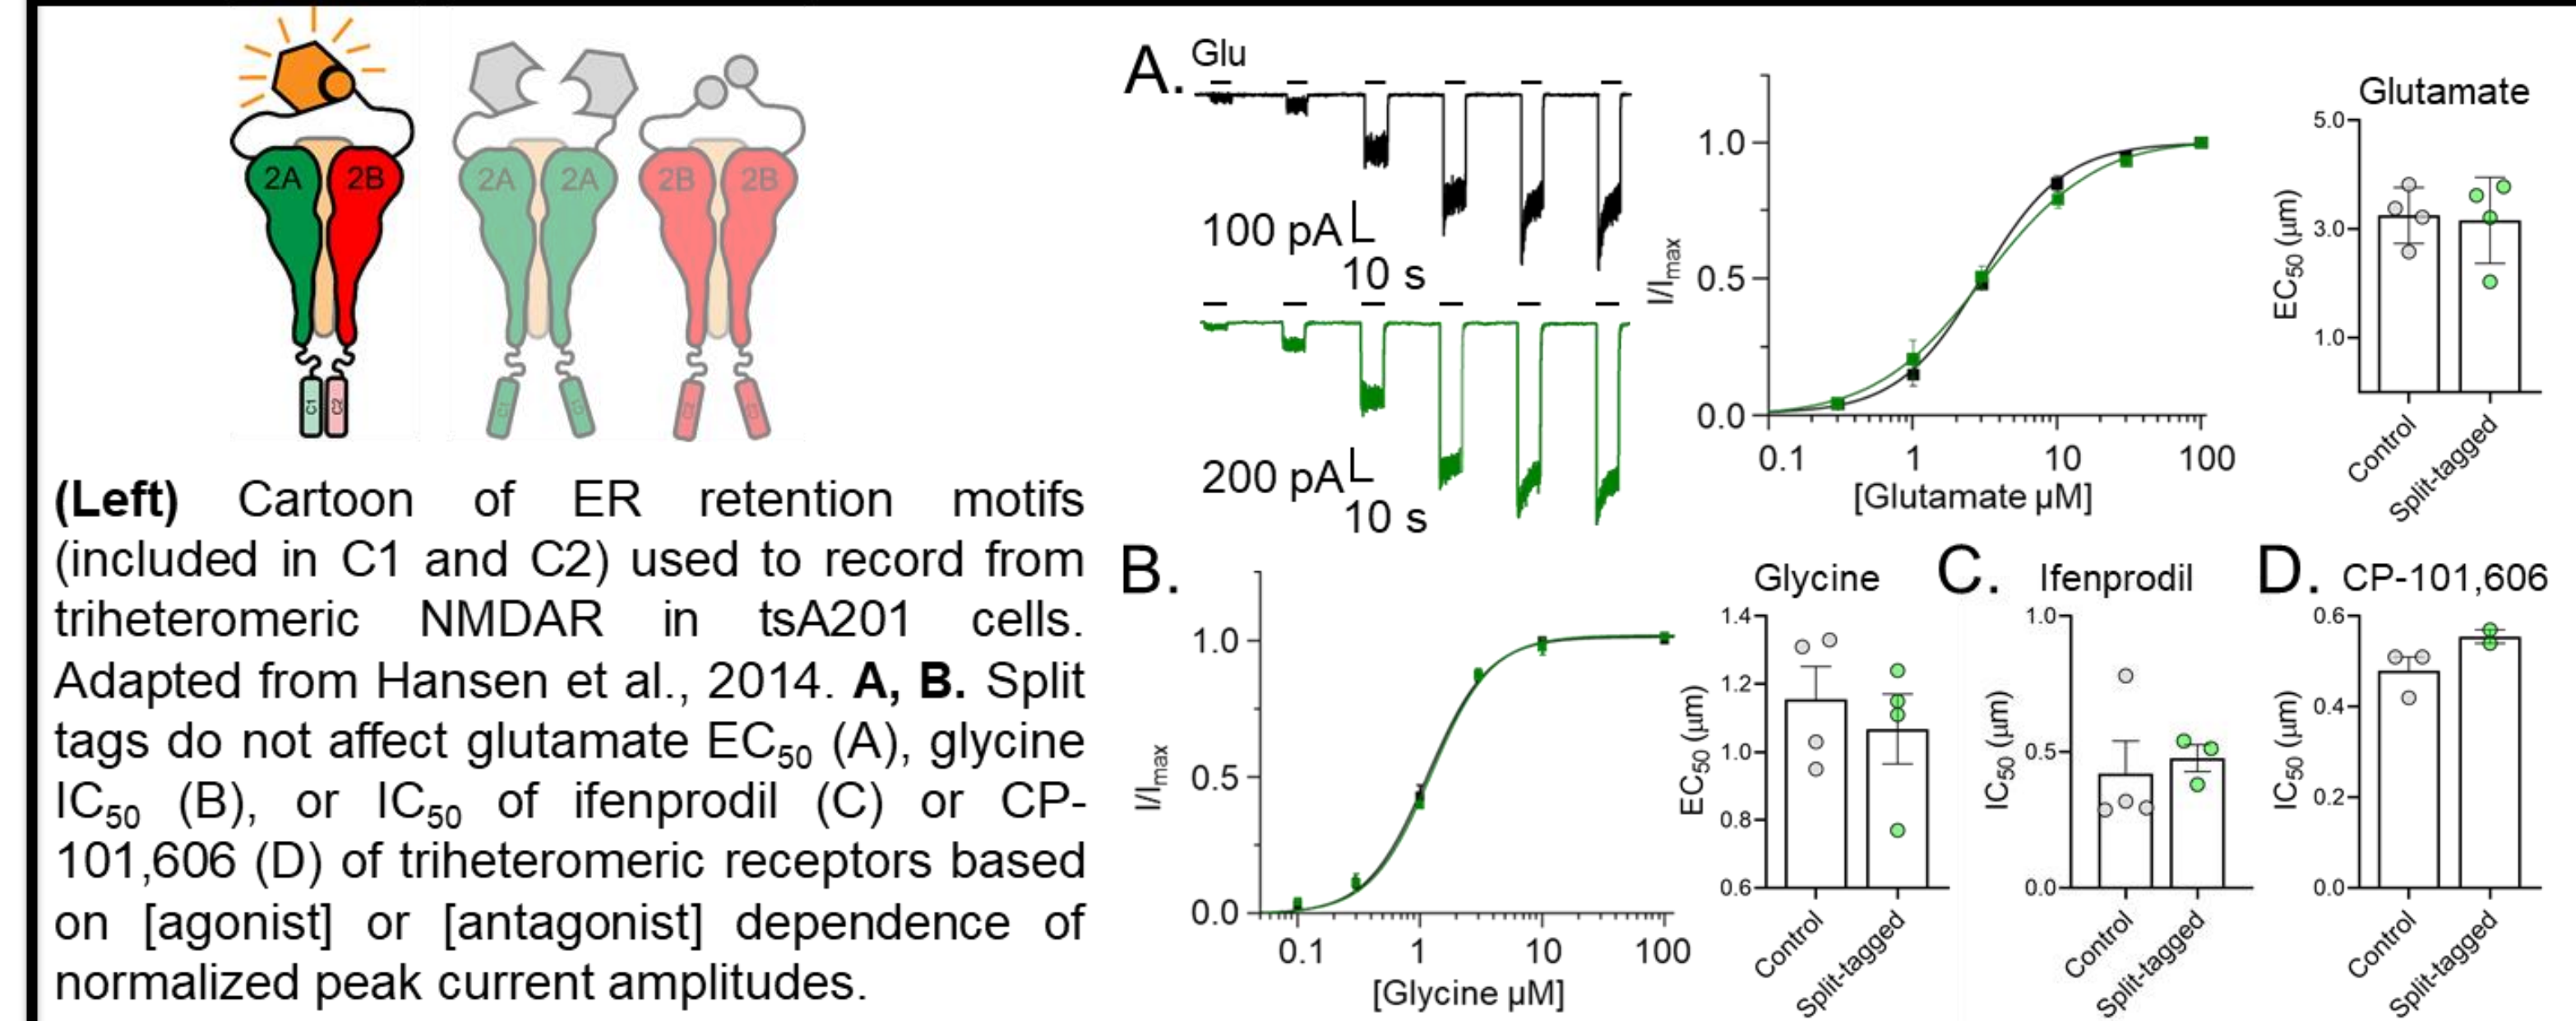 2A 2B
2A 2A
2B 2B
C1 C2
C1
C2
(Left) Cartoon of ER retention motifs
(included in C1 and C2) used to record from
triheteromeric NMDAR in tsA201 cells.
Adapted from Hansen et al., 2014. A, B. Split
tags do not affect glutamate EC50 (A), glycine
IC50 (B), or IC50 of ifenprodil (C) or CP-
101,606 (D) of triheteromeric receptors based
on [agonist] or [antagonist] dependence of
normalized peak current amplitudes.
A.
Glu
100 pA
10 s
200 pA
10 s
I/Imax
1.0
0.5
0.0
0.1 1 10 100
[Glutamate µM]
Glutamate
EC50 (µm)
5.0
3.0
1.0
Control
Split-tagged
B.
I/Imax
1.0
0.5
0.0
0.1 1 10 100
[Glycine µM]
Glycine
EC50 (µm)
1.4
1.2
1.0
0.8
0.6
Control
Split-tagged
C.
Ifenprodil
IC50 (µm)
1.0
0.5
0.0
Control
Split-tagged
D.
CP-101,606
IC50 (µm)
0.6
0.4
0.2
0.0
Control
Split-tagged